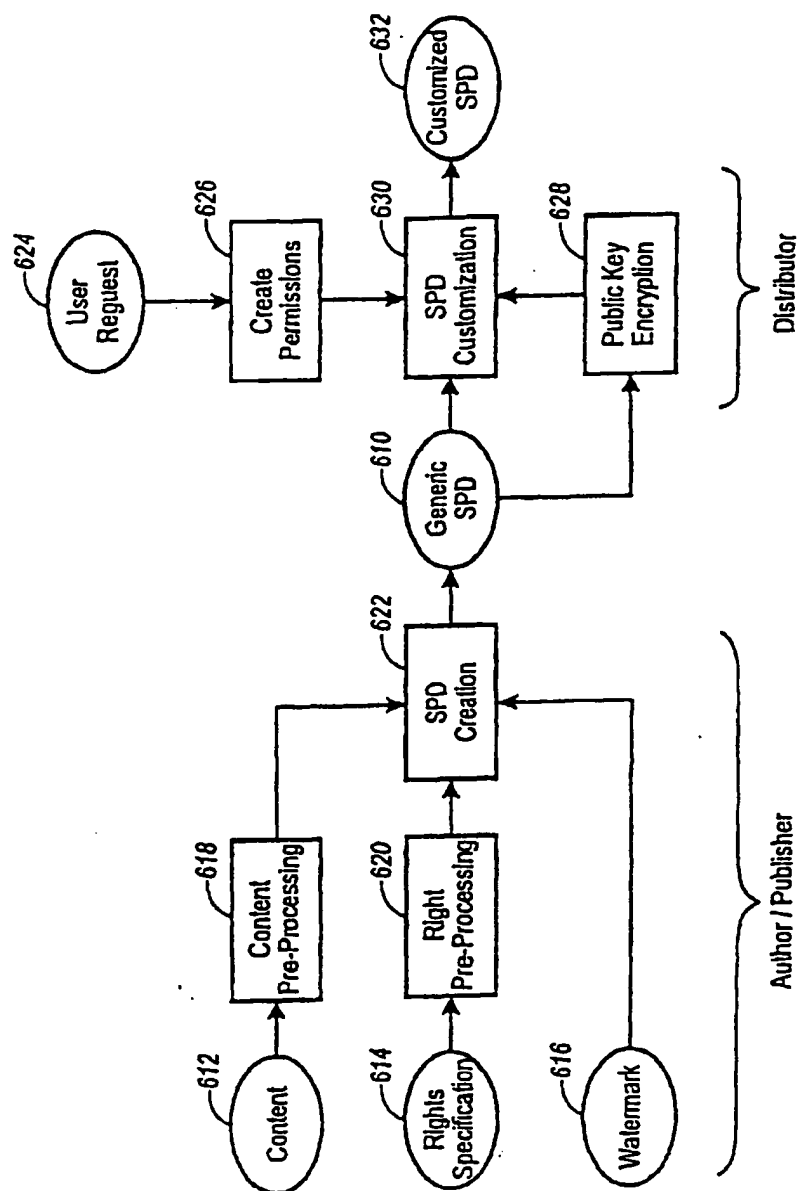 612
Content
618
Content
Pre-Processing
614
Rights
Specification
620
Right
Pre-Processing
616
Watermark
622
SPD
Creation
Author / Publisher
610
Generic
SPD
624
User
Reguest
626
Create
Permissions
630
SPD
Customization
628
Public Key
Encryption
632
Customized
SPD
Distributor